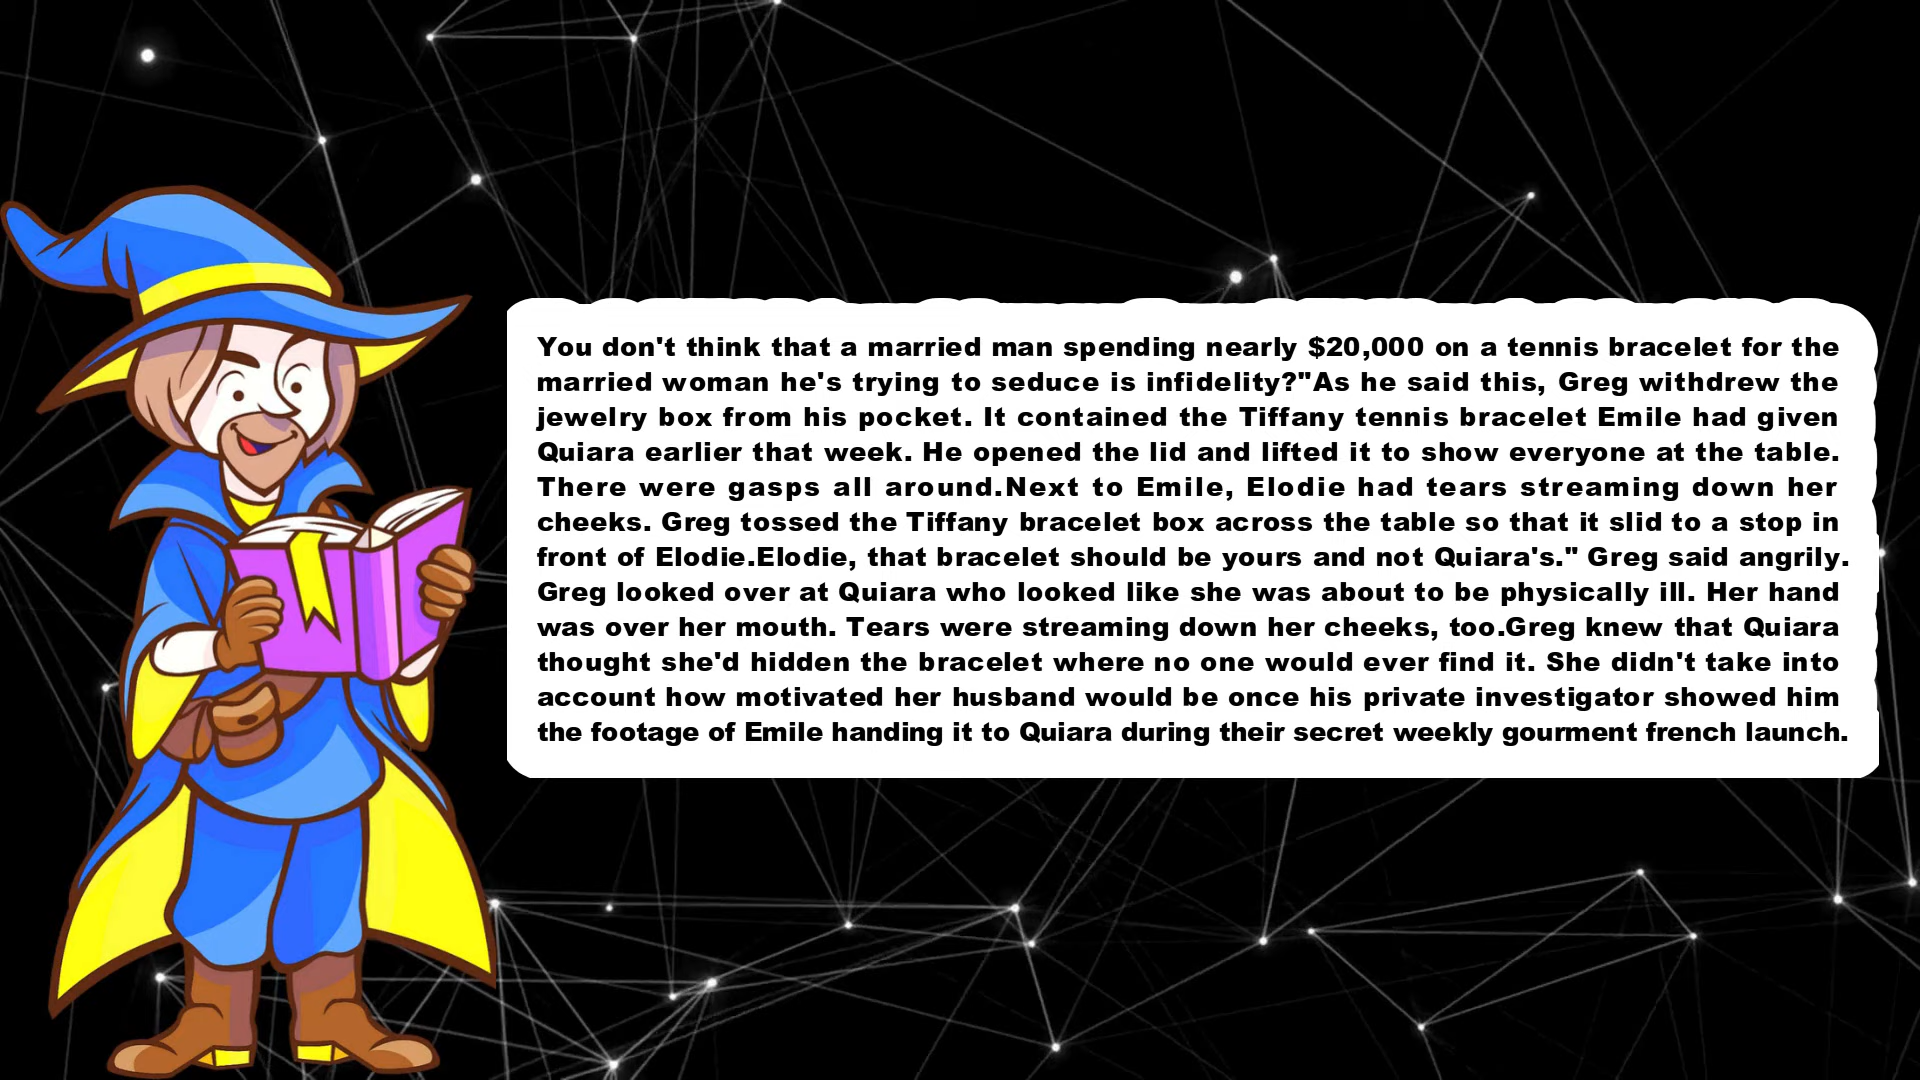 You don't think that a married man spending nearly $20,000 on a tennis bracelet for the
married woman he's trying to seduce is infidelity?"As he said this, Greg withdrew the
jewelry box from his pocket. It contained the Tiffany tennis bracelet Emile had given
Quiara earlier that week. He opened the lid and lifted it to show everyone at the table.
There were gasps all around.Next to Emile, Elodie had tears streaming down her
cheeks. Greg tossed the Tiffany bracelet box across the table so that it slid to a stop in
front of Elodie.Elodie, that bracelet should be yours and not Quiara's." Greg said angrily.
Greg looked over at Quiara who looked like she was about to be physically ill. Her hand
was over her mouth. Tears were streaming down her cheeks, too.Greg knew that Quiara
thought she'd hidden the bracelet where no one would ever find it. She didn't take into
account how motivated her husband would be once his private investigator showed him
the footage of Emile handing it to Quiara during their secret weekly gourment french launch.